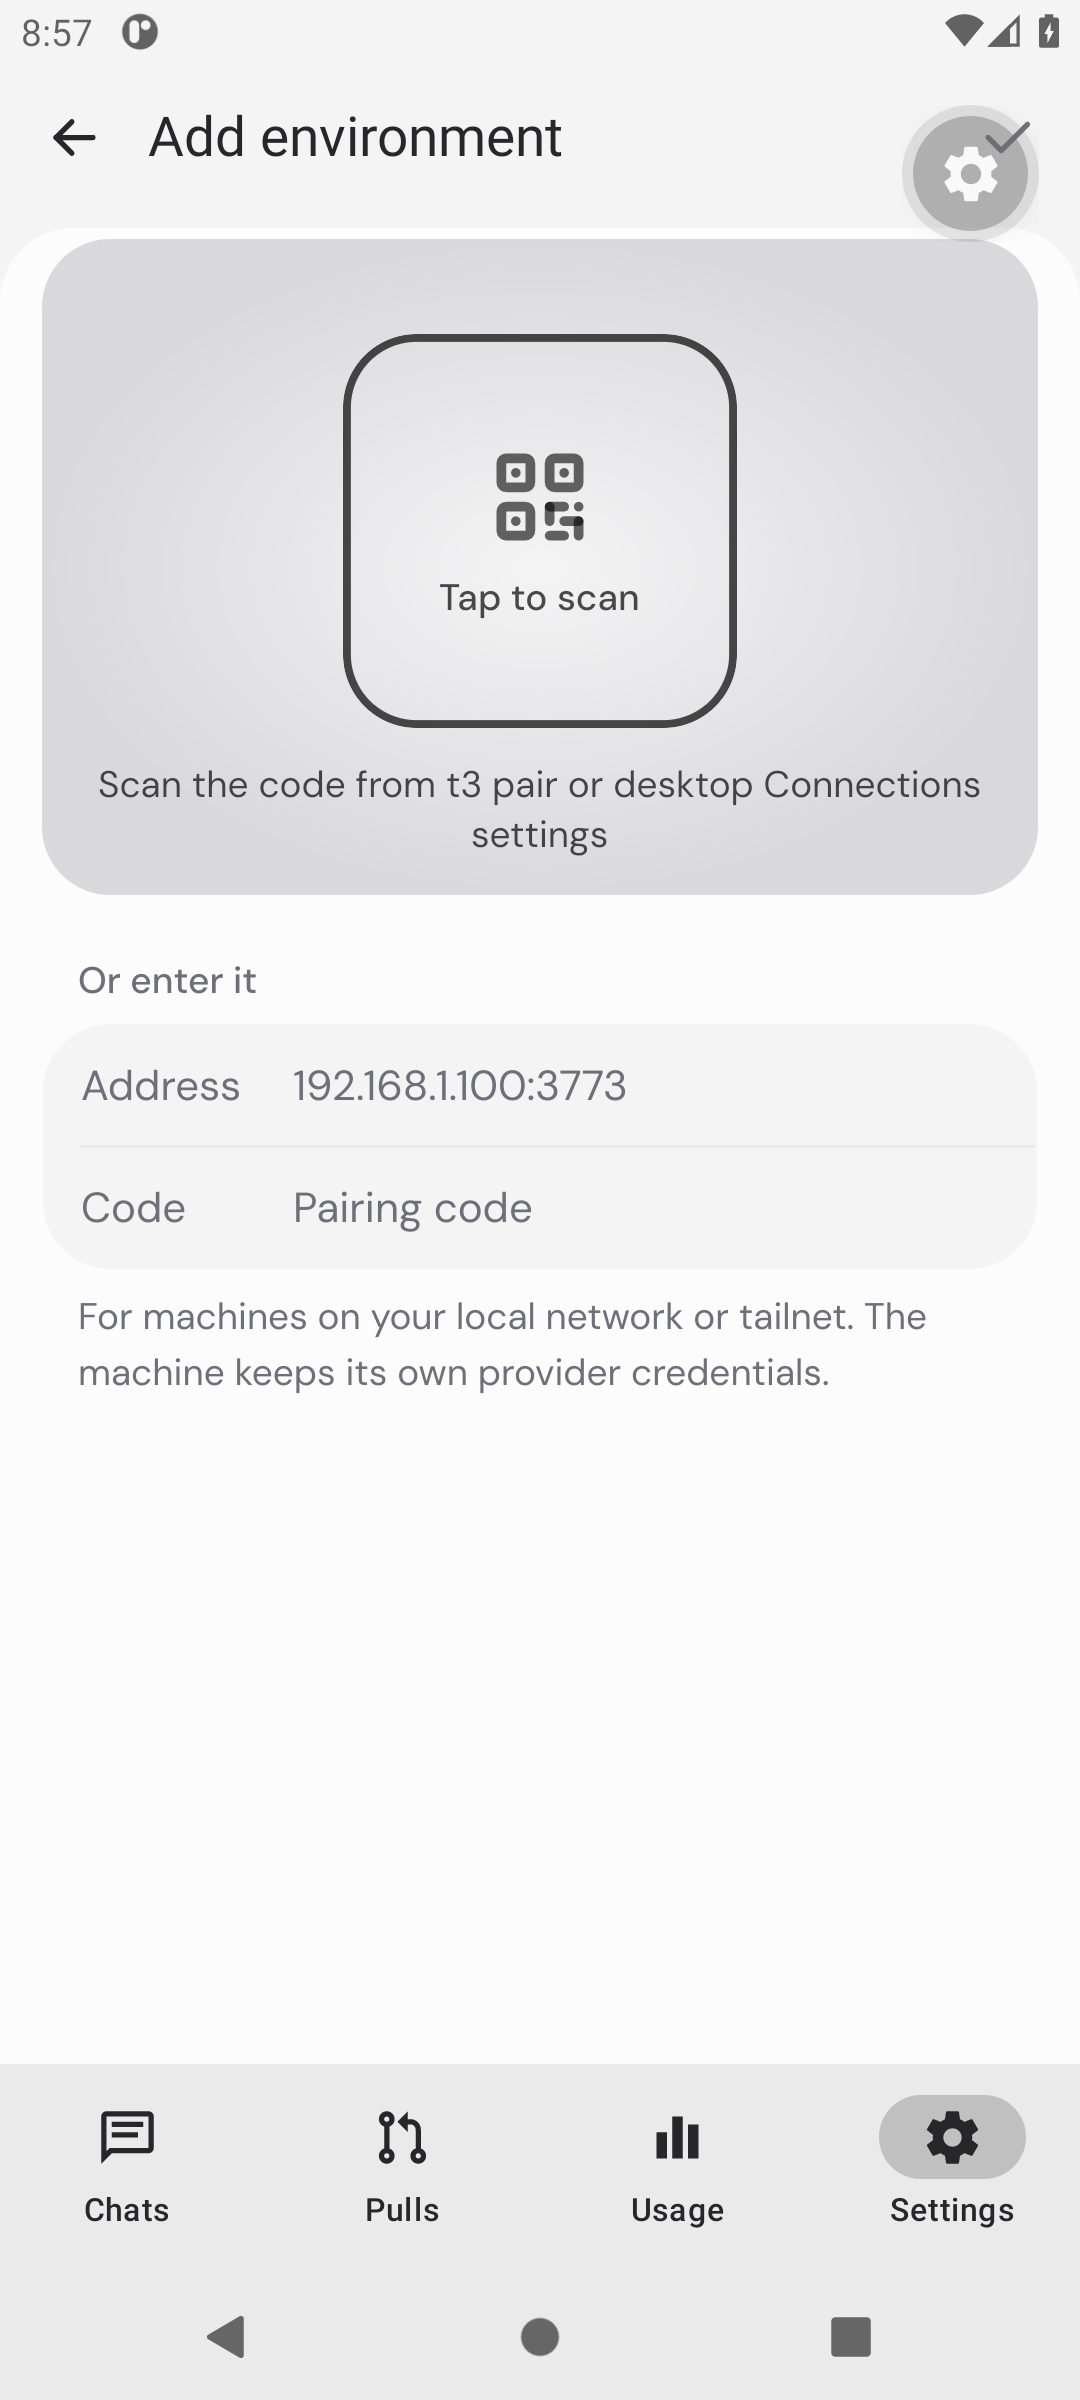 8:57
Add environment
Tap to scan
Scan the code from t3 pair or desktop Connections
settings
Or enter it
Address 192.168.1.100:3773
Code Pairing code
For machines on your local network or tailnet. The
machine keeps its own provider credentials.
Chats Pulls Usage Settings